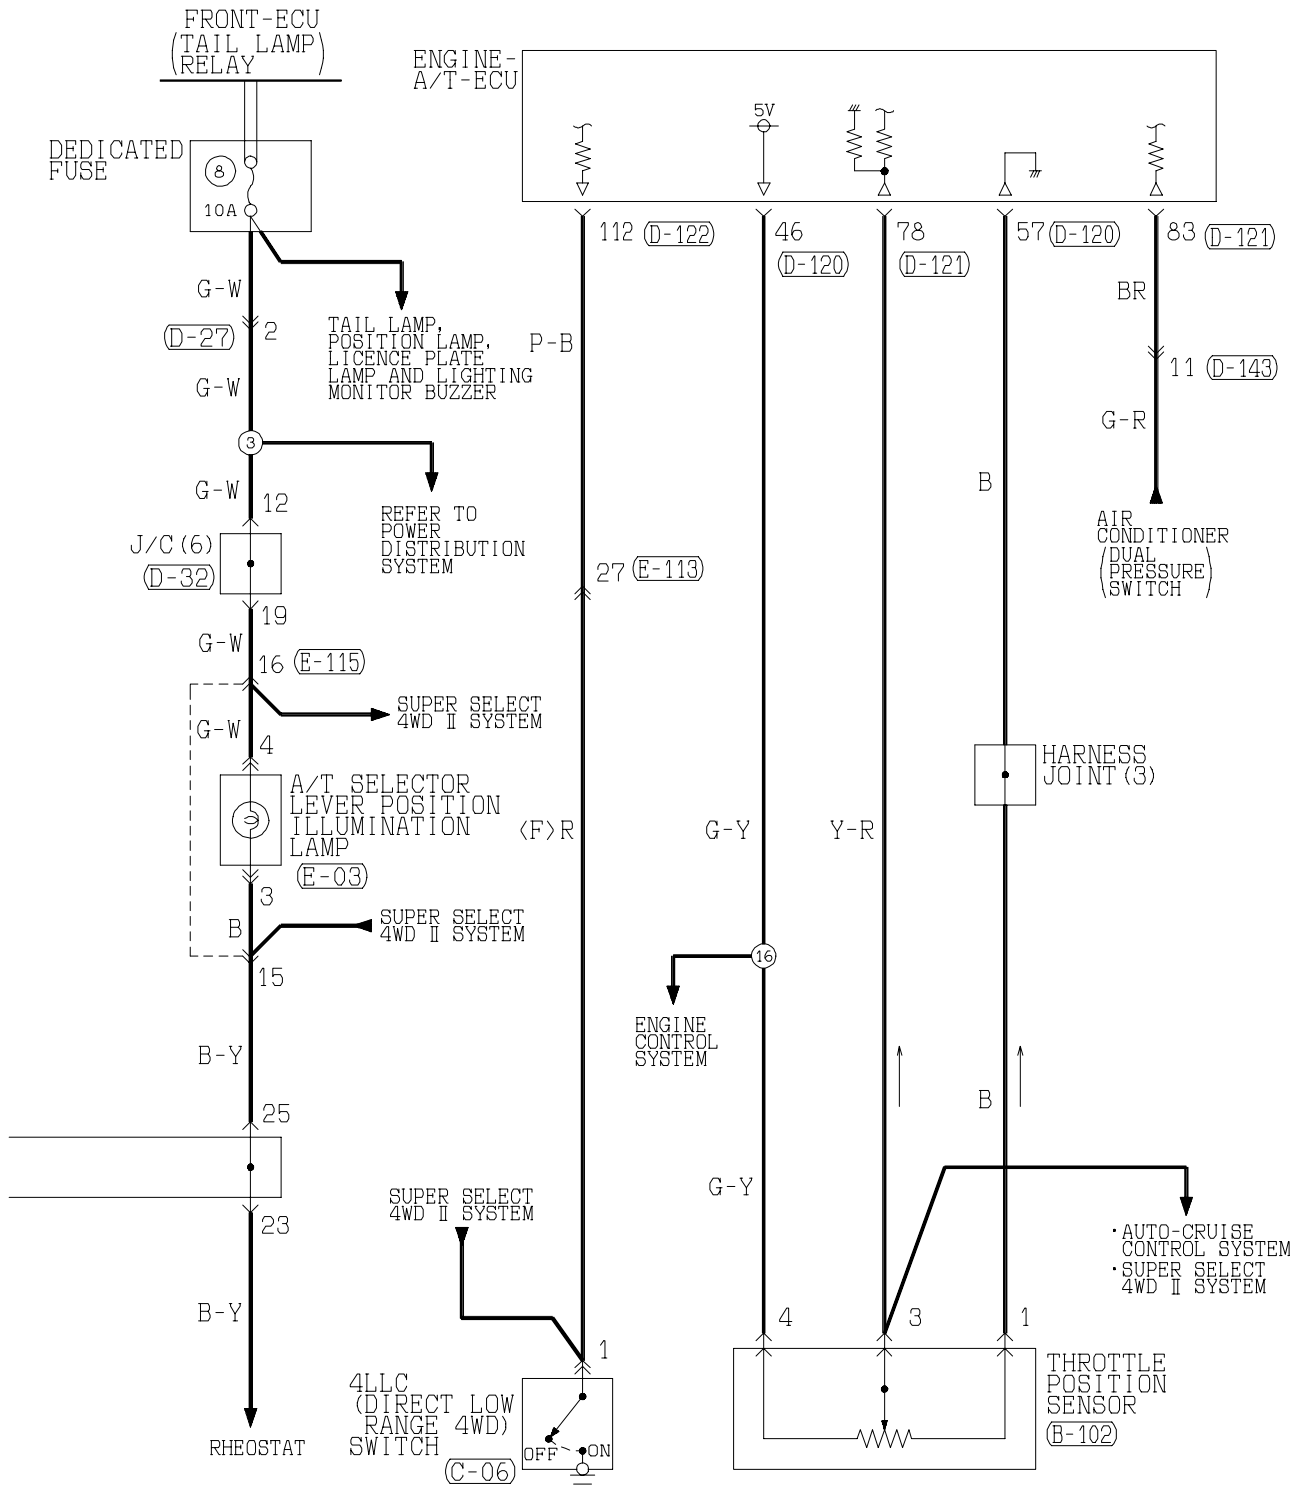 FRONT-ECU
(TAIL LAMP
RELAY)
ENGINE-
A/T-ECU
5V
DEDICATED
FUSE
8
10A
112 (D-122)
46
(D-120)
78
(D-121)
57 (D-120)
83 (D-121)
G-W
BR
(D-27)
2
TAIL LAMP,
POSITION LAMP,
LICENCE PLATE
LAMP AND LIGHTING
MONITOR BUZZER
P-B
11 (D-143)
G-W
G-R
3
G-W
12
B
REFER TO
POWER
DISTRIBUTION
SYSTEM
AIR
CONDITIONER
(DUAL
PRESSURE
SWITCH)
J/C(6)
(D-32)
27 (E-113)
19
G-W
16 (E-115)
SUPER SELECT
4WD Ⅱ SYSTEM
G-W
4
HARNESS
JOINT(3)
A/T SELECTOR
LEVER POSITION
ILLUMINATION
LAMP
(E-03)
<F>R
G-Y
Y-R
3
B
SUPER SELECT
4WD Ⅱ SYSTEM
15
16
ENGINE
CONTROL
SYSTEM
B-Y
25
B
23
G-Y
SUPER SELECT
4WD Ⅱ SYSTEM
·AUTO-CRUISE
CONTROL SYSTEM
·SUPER SELECT
4WD Ⅱ SYSTEM
B-Y
4
3
1
1
4LLC
(DIRECT LOW
RANGE 4WD)
SWITCH
(C-06)
OFF
ON
THROTTLE
POSITION
SENSOR
(B-102)
RHEOSTAT